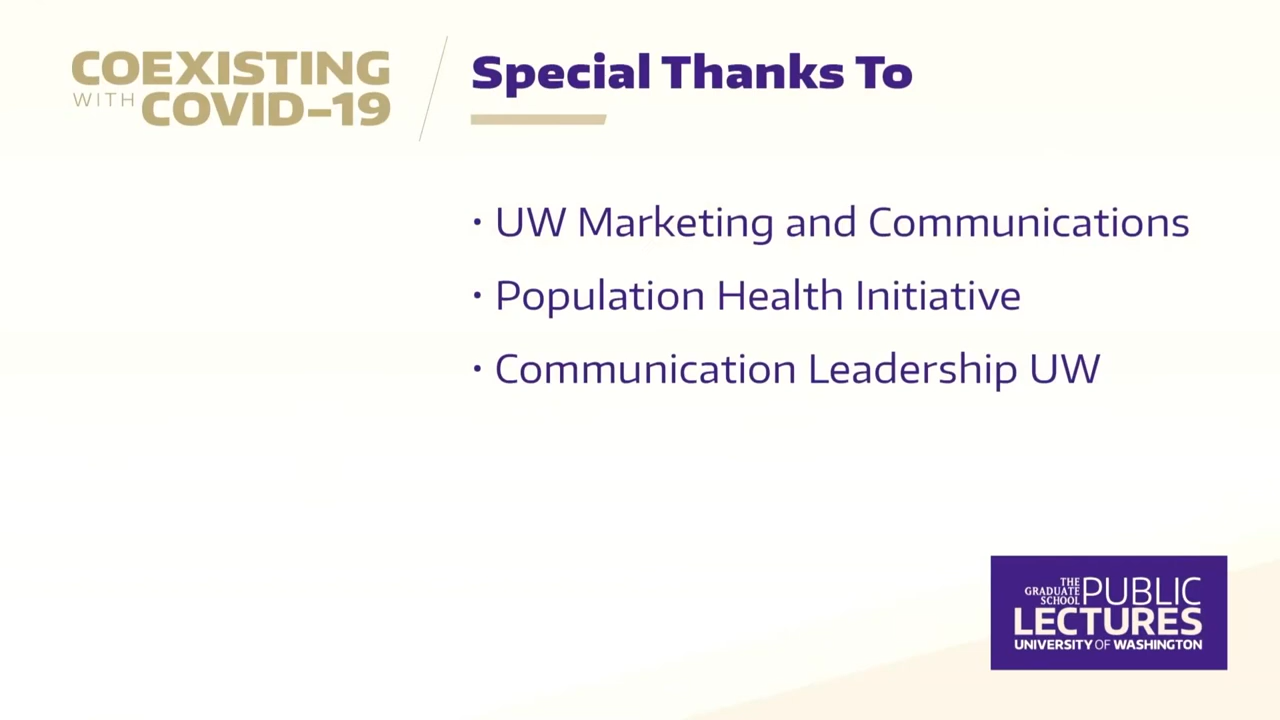 COEXISTING
WITH COVID-19
Special Thanks To
• UW Marketing and Communications
• Population Health Initiative
• Communication Leadership UW
THE GRADUATE SCHOOL PUBLIC
LECTURES
UNIVERSITY OF WASHINGTON